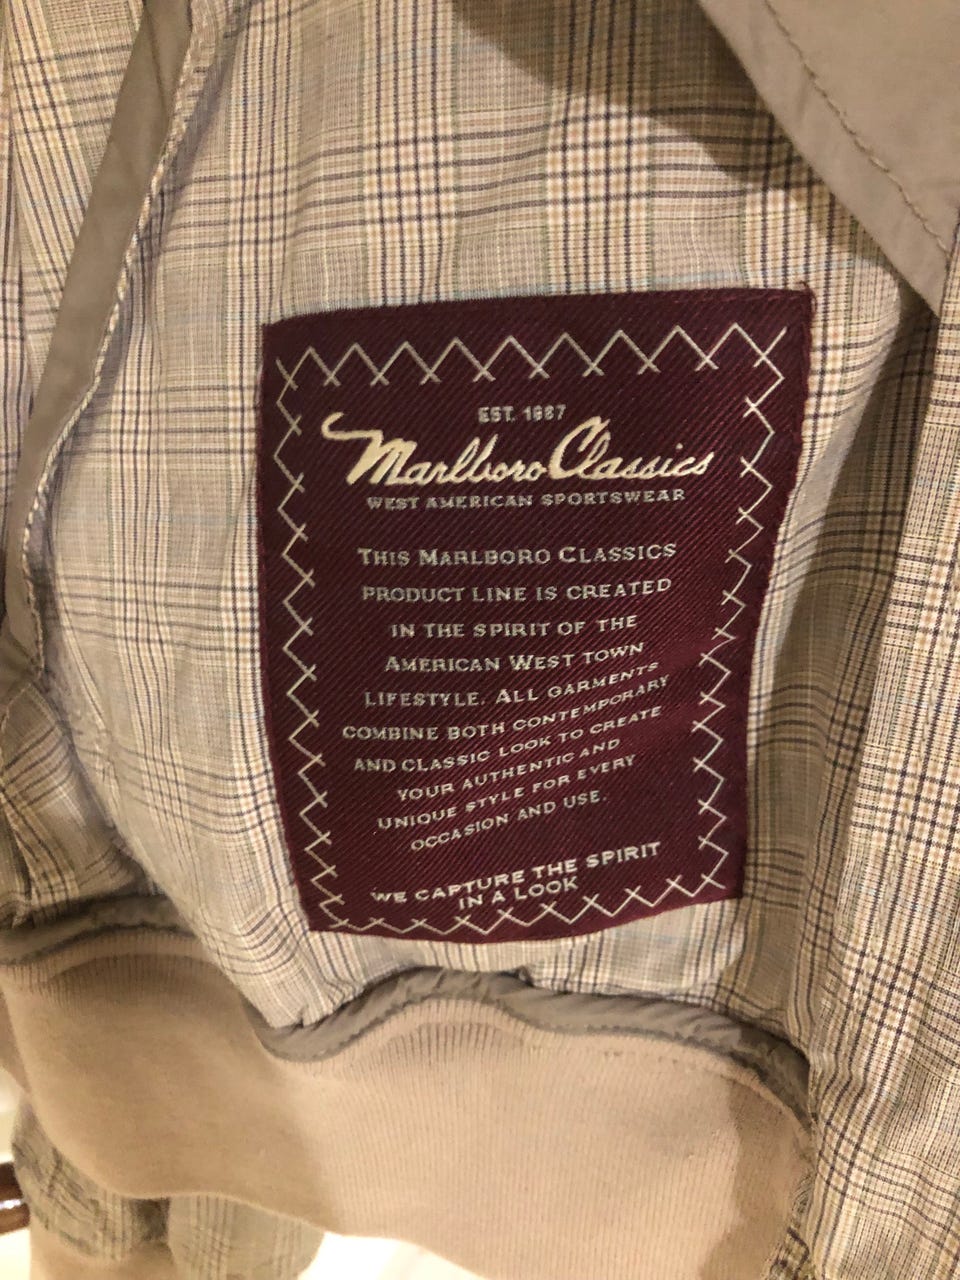 EST. 1987
Marlboro Classics
WEST AMERICAN SPORTSWEAR
THIS MARLBORO CLASSICS
PRODUCT LINE IS CREATED
IN THE SPIRIT OF THE
AMERICAN WEST TOWN
LIFESTYLE. ALL GARMENTS
COMBINE BOTH CONTEMPORARY
AND CLASSIC LOOK TO CREATE
YOUR AUTHENTIC AND
UNIQUE STYLE FOR EVERY
OCCASION AND USE.
WE CAPTURE THE SPIRIT
IN A LOOK